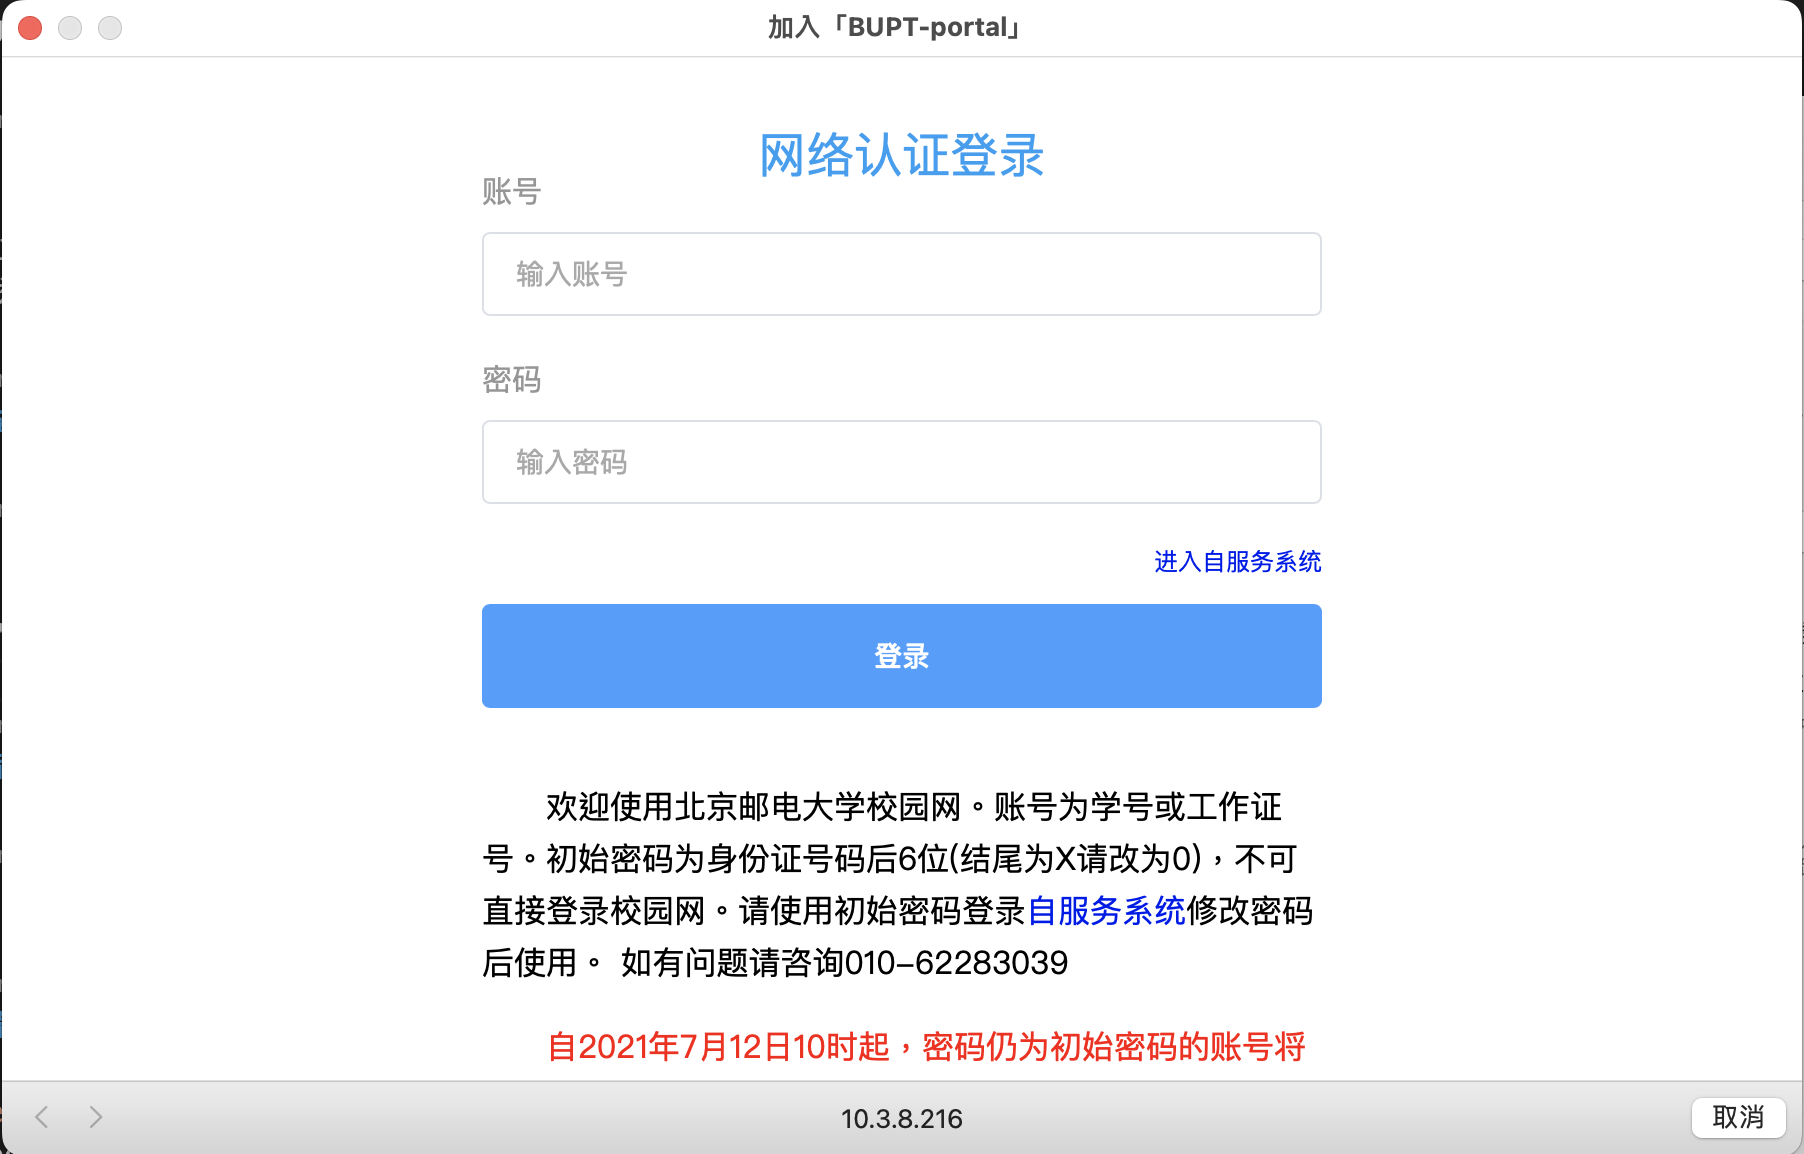 加入「BUPT-portal」
网络认证登录
账号
输入账号
密码
输入密码
进入自服务系统
登录
欢迎使用北京邮电大学校园网。账号为学号或工作证
号。初始密码为身份证号码后6位(结尾为X请改为0)，不可
直接登录校园网。请使用初始密码登录自服务系统修改密码
后使用。 如有问题请咨询010-62283039
自2021年7月12日10时起，密码仍为初始密码的账号将
10.3.8.216
取消